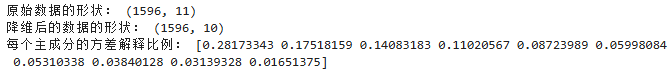 原始数据的形状： (1596, 11)
降维后的数据的形状： (1596, 10)
每个主成分的方差解释比例： [0.28173343 0.17518159 0.14083183 0.11020567 0.08723989 0.05998084
 0.05310338 0.03840128 0.03139328 0.01651375]